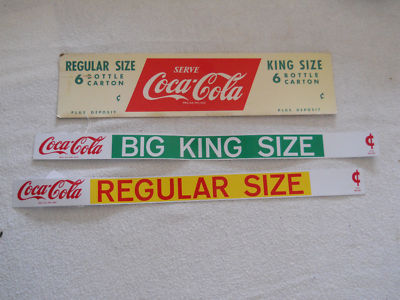 REGULAR SIZE
6 BOTTLE CARTON
¢
PLUS DEPOSIT
SERVE
Coca-Cola
KING SIZE
6 BOTTLE CARTON
¢
PLUS DEPOSIT
Coca-Cola
BIG KING SIZE
¢
Coca-Cola
REGULAR SIZE
¢